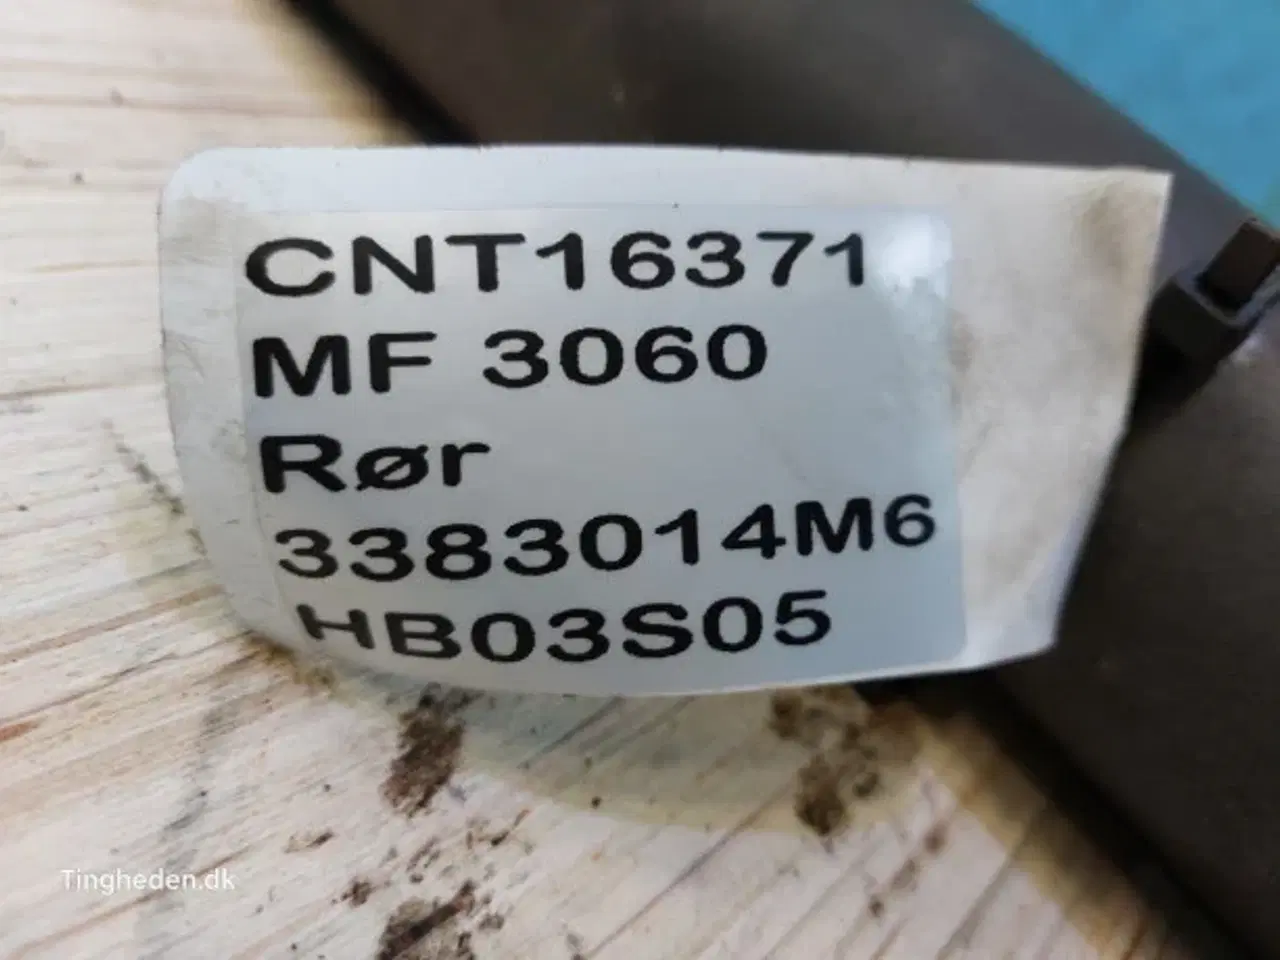 CNT16371
MF 3060
Rør
3383014M6
HB03S05
Tingheden.dk